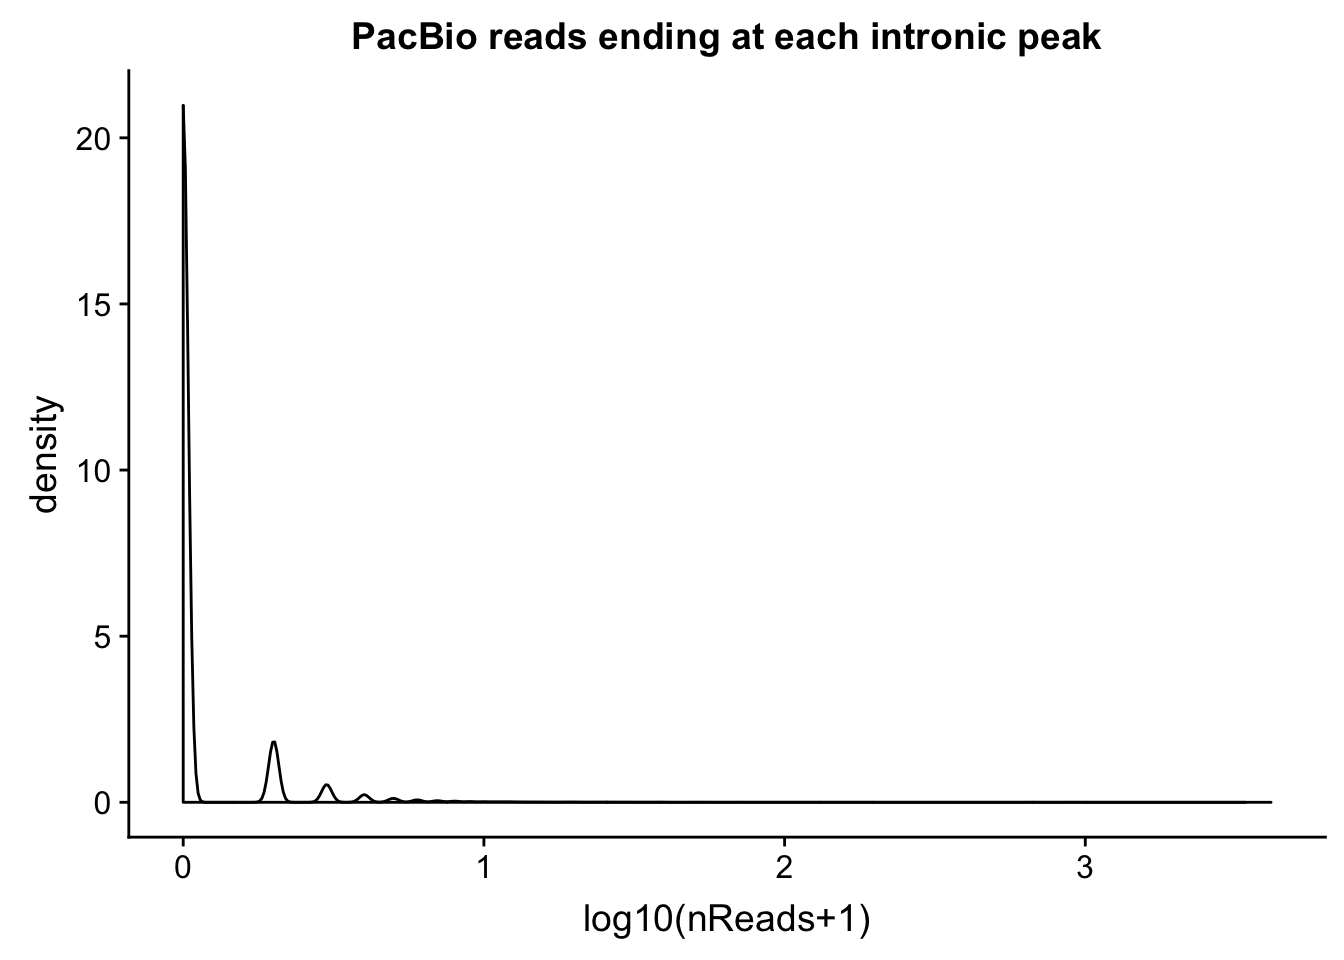 PacBio reads ending at each intronic peak
20
15
10
5
0
density
0 1 2 3
log10(nReads+1)